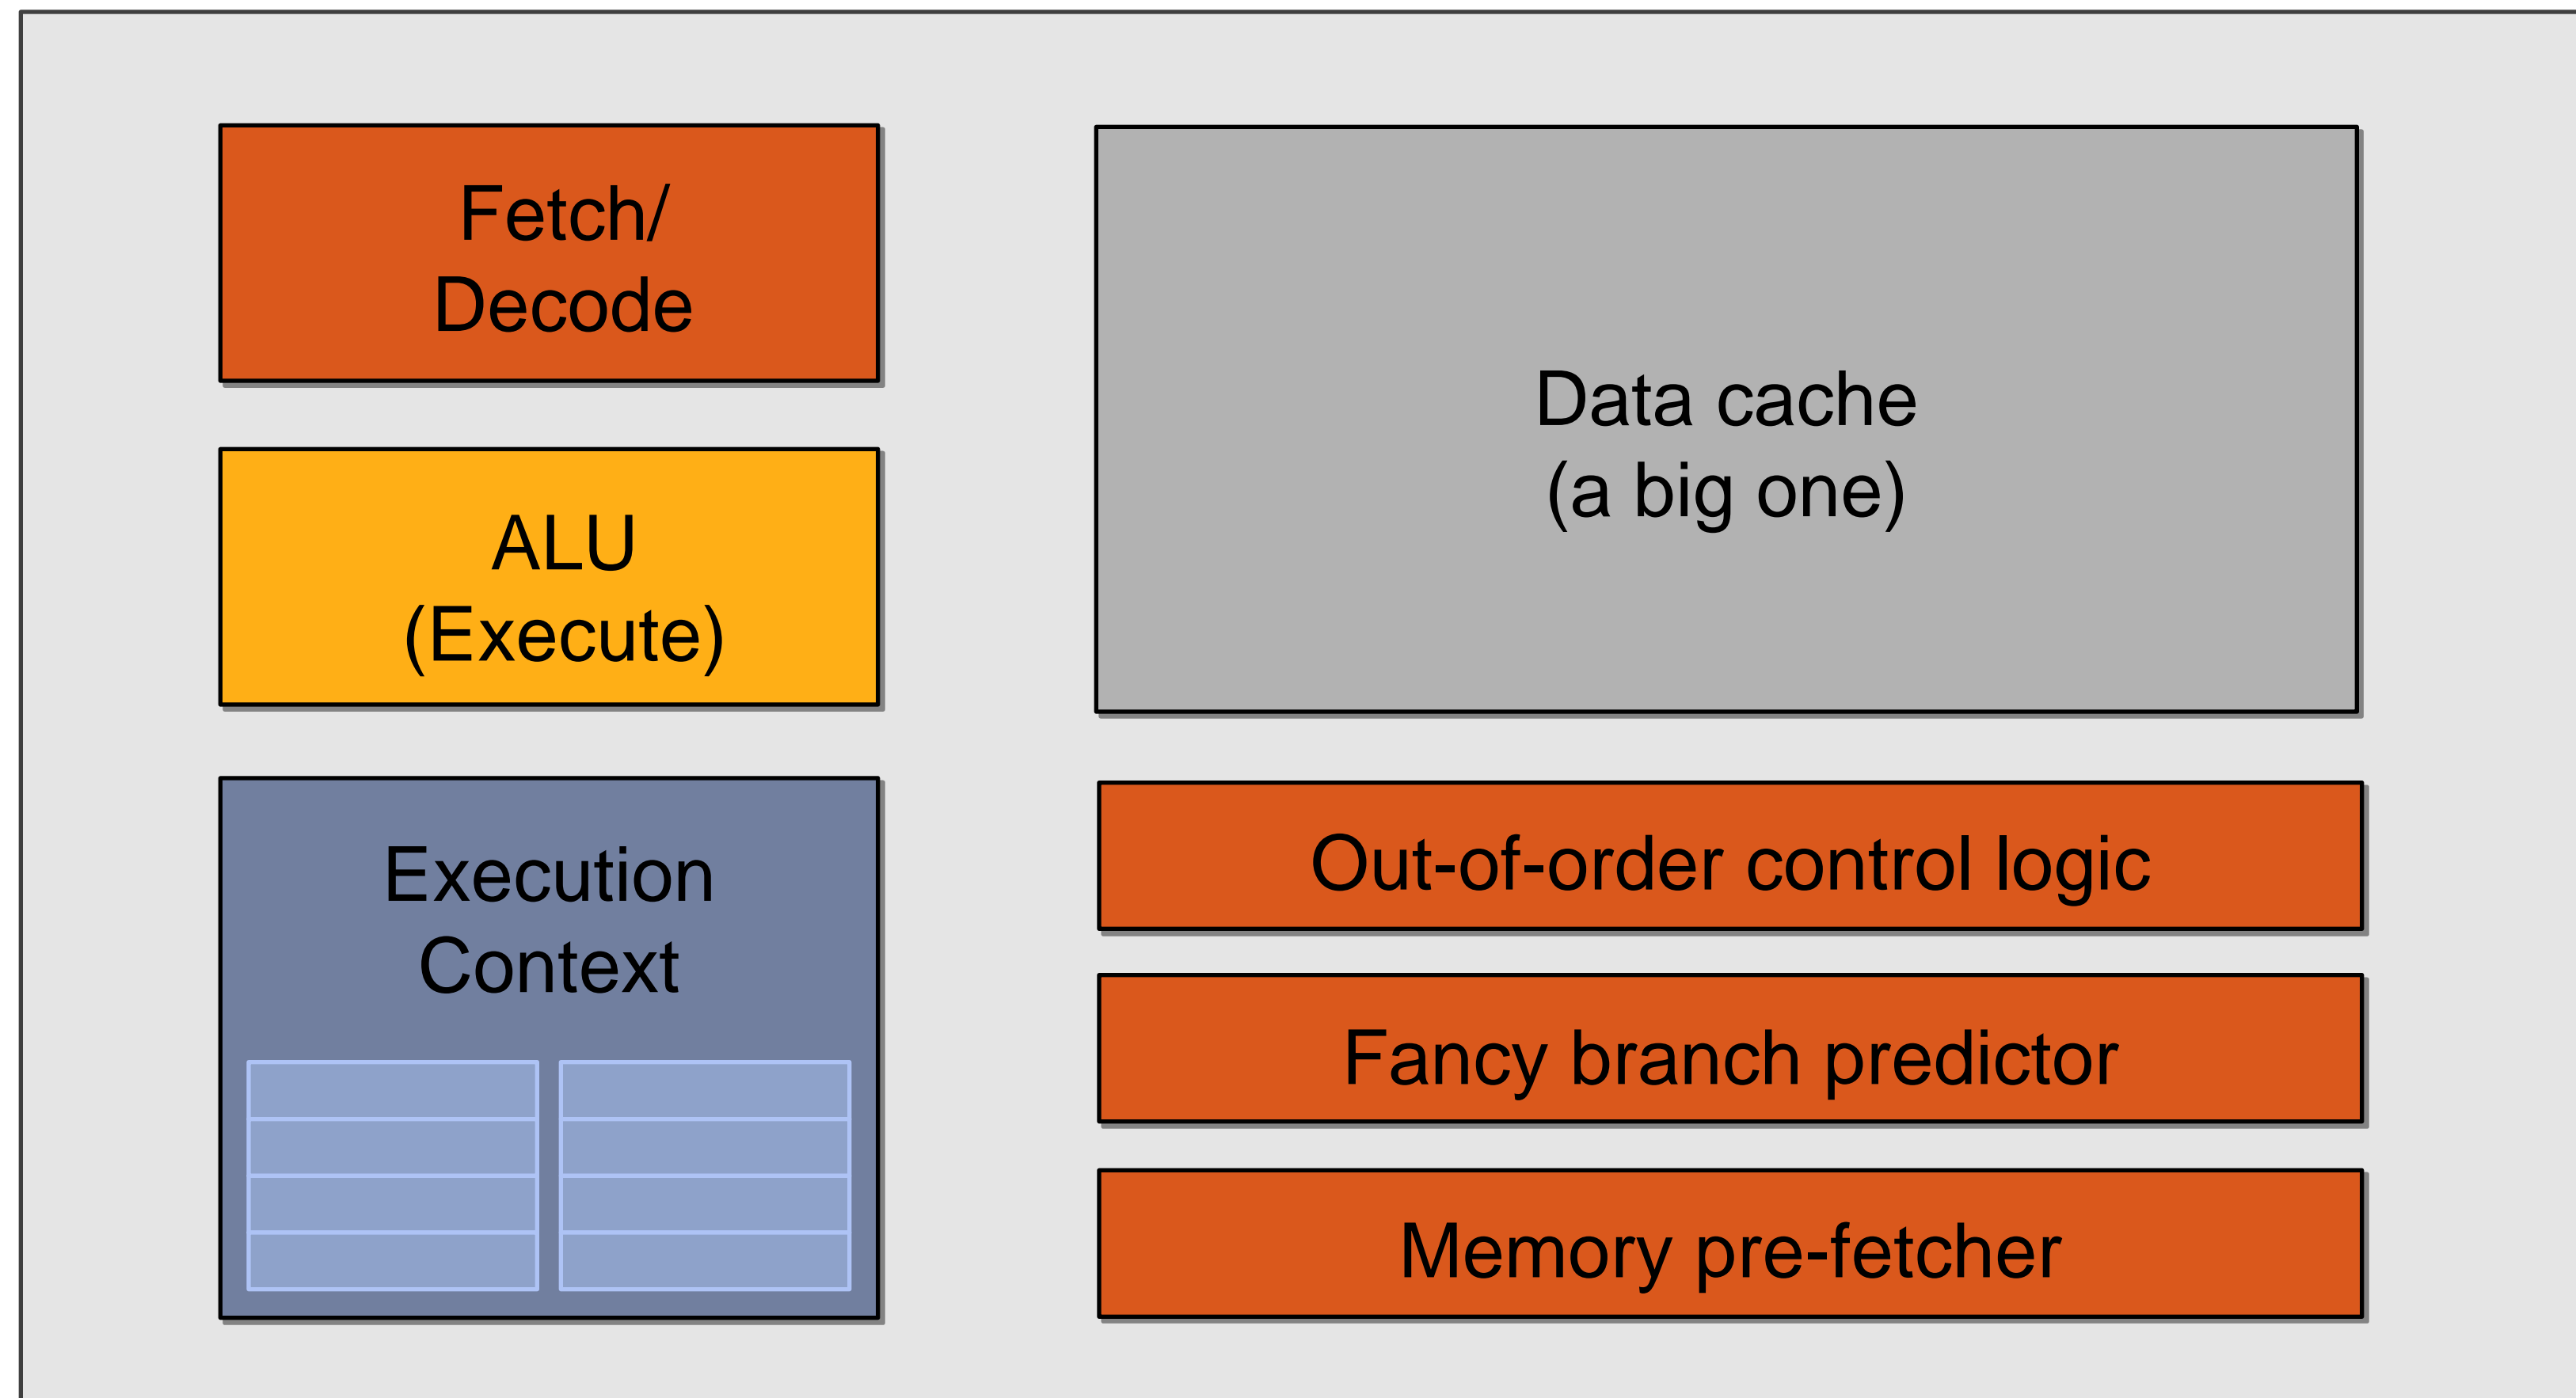 Fetch/
Decode
ALU
(Execute)
Execution
Context
Data cache
(a big one)
Out-of-order control logic
Fancy branch predictor
Memory pre-fetcher